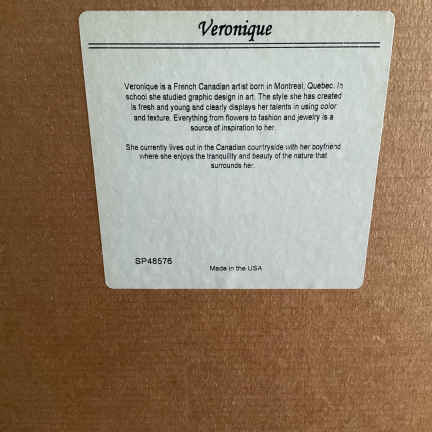 Veronique
Veronique is a French Canadian artist born in Montreal, Quebec. In
school she studied graphic design in art. The style she has created
is fresh and young and clearly displays her talents in using color
and texture. Everything from flowers to fashion and jewelry is a
source of inspiration to her.
She currently lives out in the Canadian countryside with her boyfriend
where she enjoys the tranquility and beauty of the nature that
surrounds her.
SP48576
Made in the USA